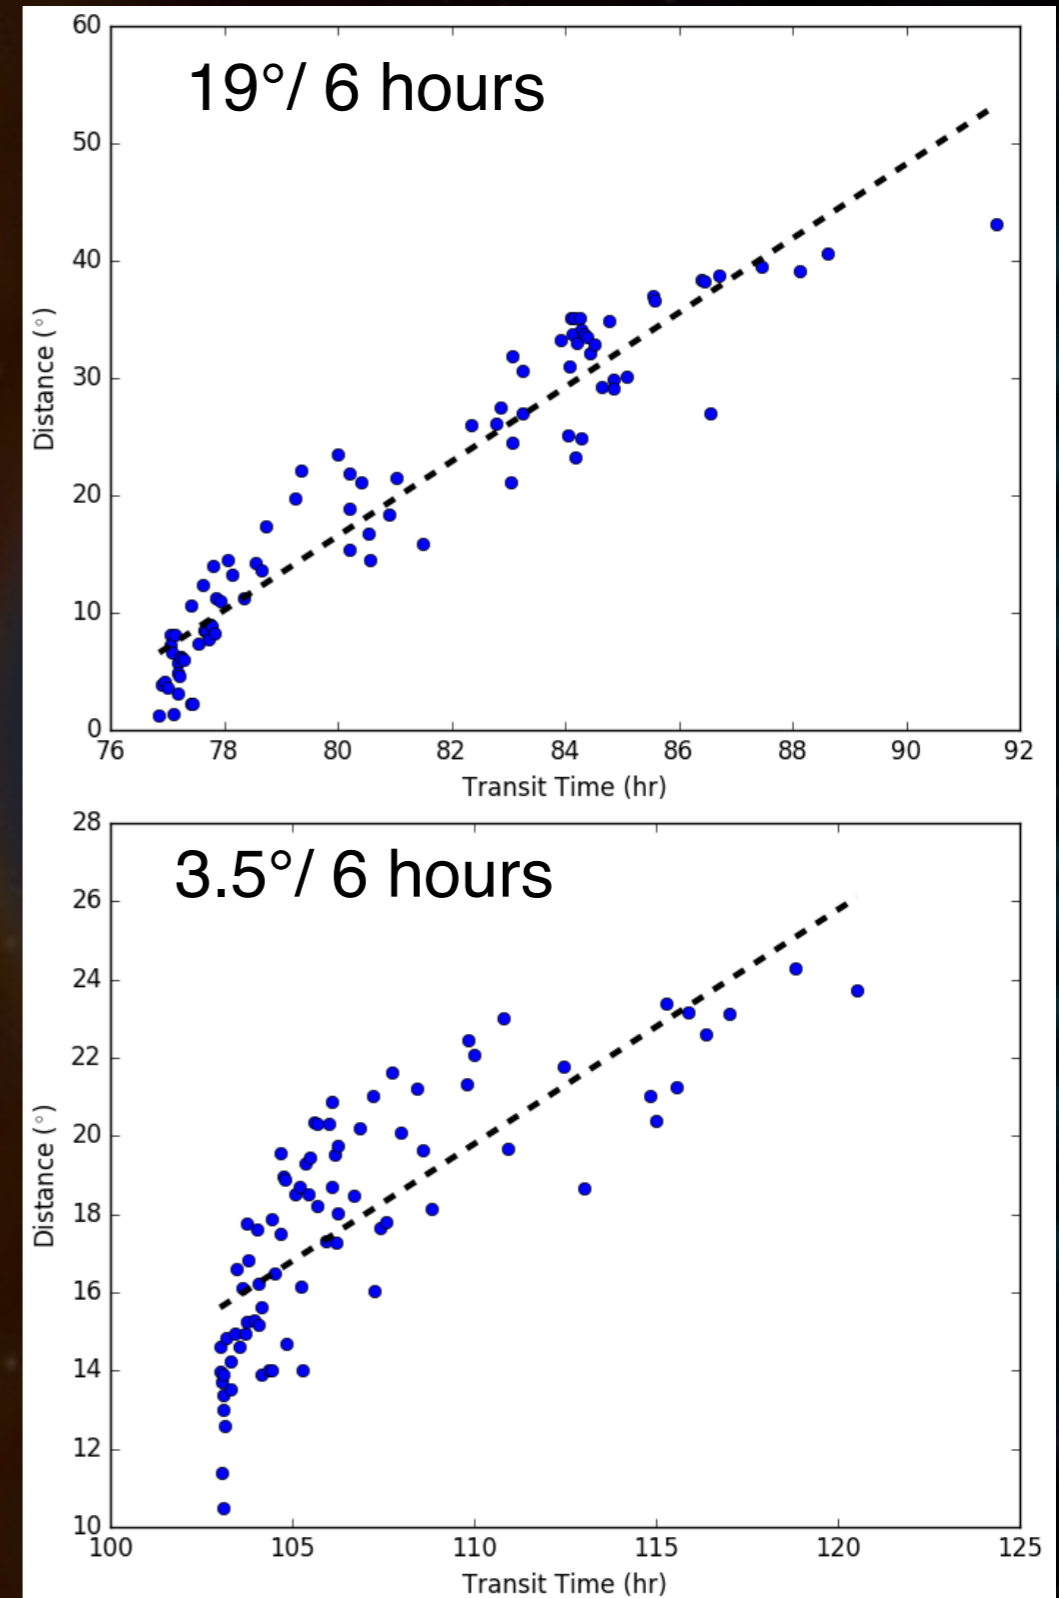 60
19°/ 6 hours
50
40
30
20
10
0
Distance (°)
76 78 80 82 84 86 88 90 92
Transit Time (hr)
28
3.5°/ 6 hours
26
24
22
20
18
16
14
12
10
Distance (°)
100 105 110 115 120 125
Transit Time (hr)